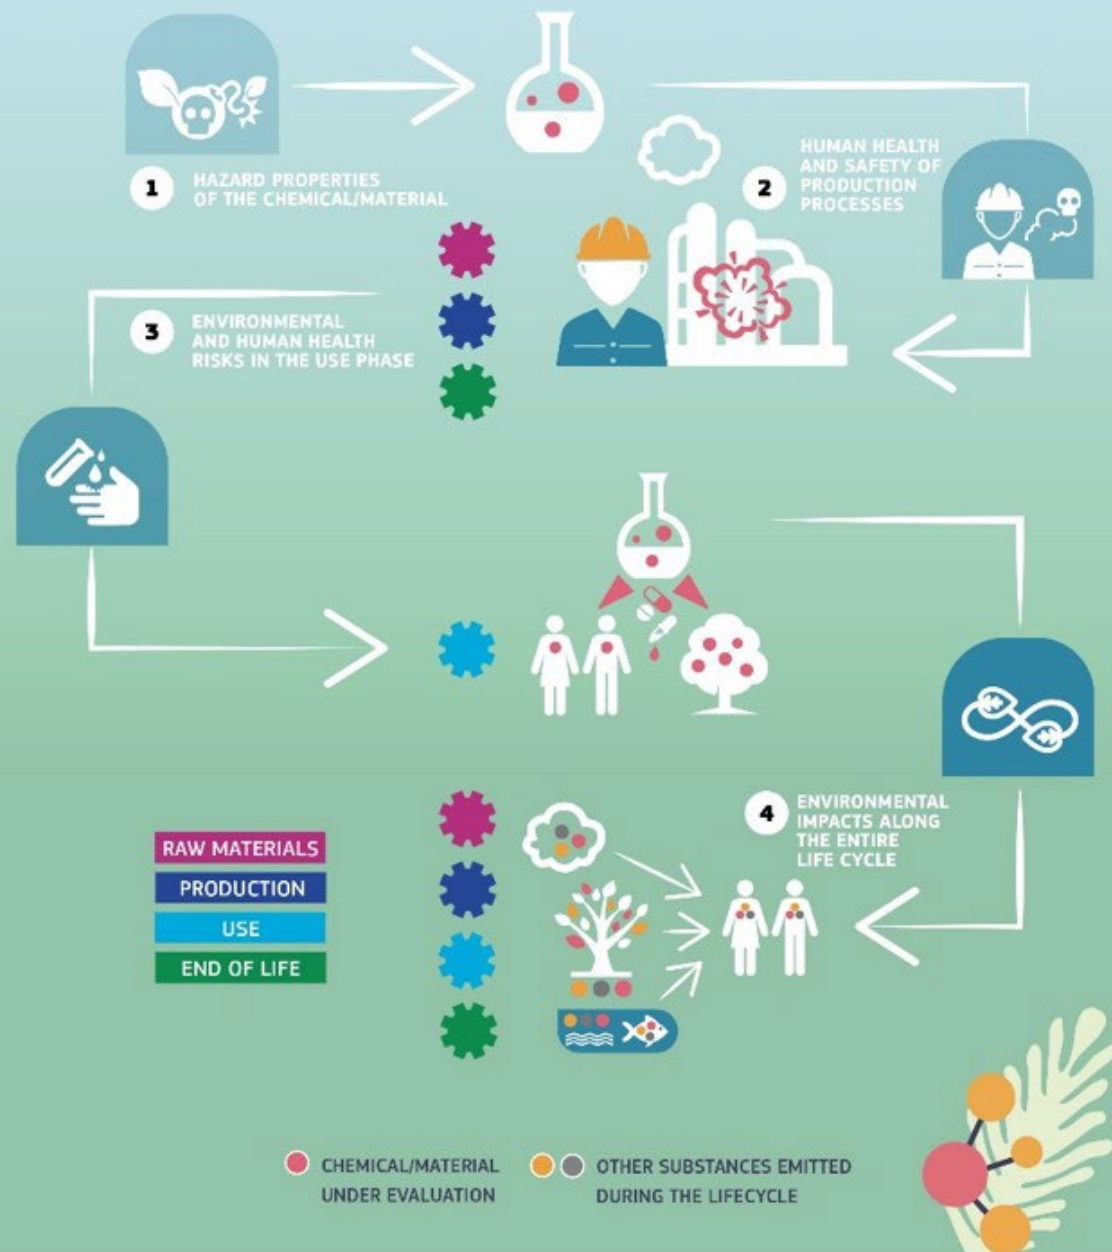 1
HAZARD PROPERTIES
OF THE CHEMICAL/MATERIAL
2
HUMAN HEALTH
AND SAFETY OF
PRODUCTION
PROCESSES
3
ENVIRONMENTAL
AND HUMAN HEALTH
RISKS IN THE USE PHASE
4
ENVIRONMENTAL
IMPACTS ALONG
THE ENTIRE
LIFE CYCLE
RAW MATERIALS
PRODUCTION
USE
END OF LIFE
CHEMICAL/MATERIAL
UNDER EVALUATION
OTHER SUBSTANCES EMITTED
DURING THE LIFECYCLE